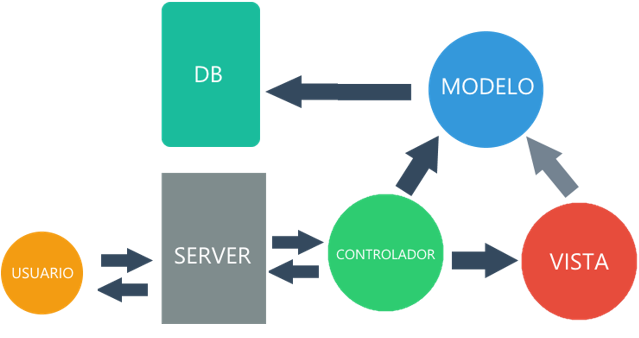 DB
MODELO
USUARIO
SERVER
CONTROLADOR
VISTA